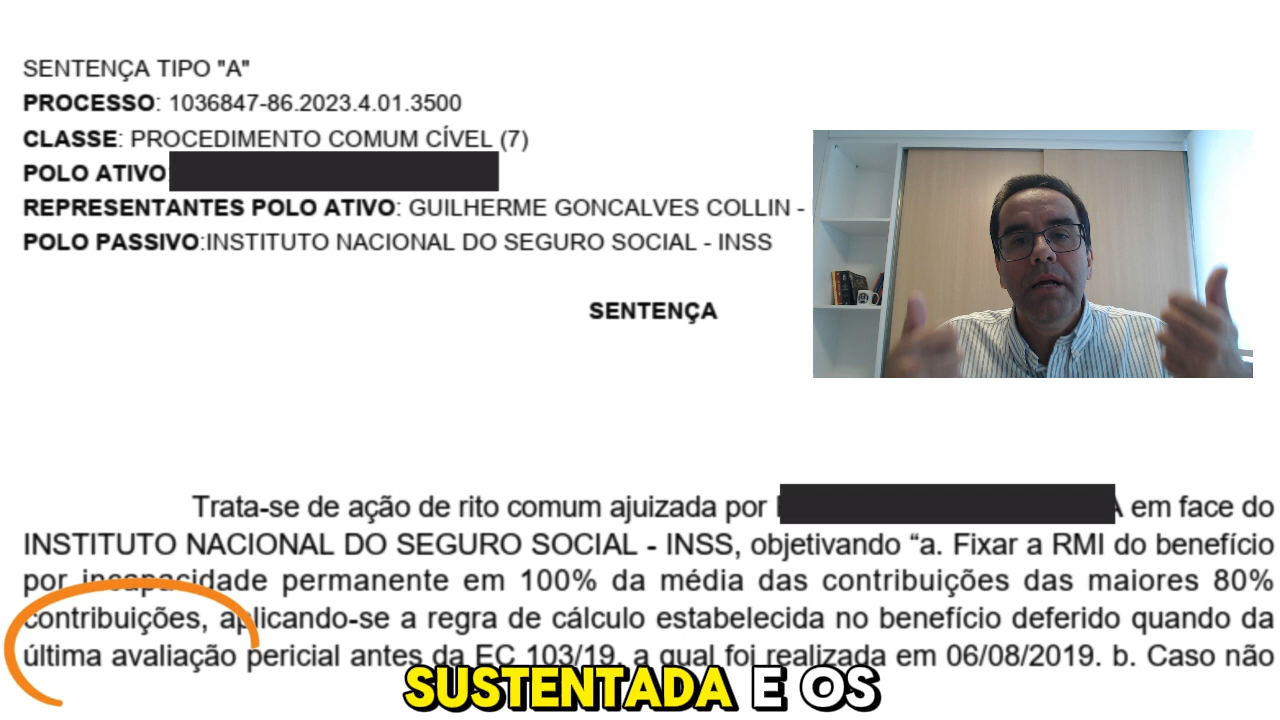 SENTENÇA TIPO "A"
PROCESSO: 1036847-86.2023.4.01.3500
CLASSE: PROCEDIMENTO COMUM CÍVEL (7)
POLO ATIVO
REPRESENTANTES POLO ATIVO: GUILHERME GONCALVES COLLIN -
POLO PASSIVO:INSTITUTO NACIONAL DO SEGURO SOCIAL - INSS
SENTENÇA
Trata-se de ação de rito comum ajuizada por em face do
INSTITUTO NACIONAL DO SEGURO SOCIAL - INSS, objetivando “a. Fixar a RMI do benefício
por incapacidade permanente em 100% da média das contribuições das maiores 80%
contribuições, aplicando-se a regra de cálculo estabelecida no benefício deferido quando da
última avaliação pericial antes da EC 103/19, a qual foi realizada em 06/08/2019. b. Caso não
SUSTENTADA E OS